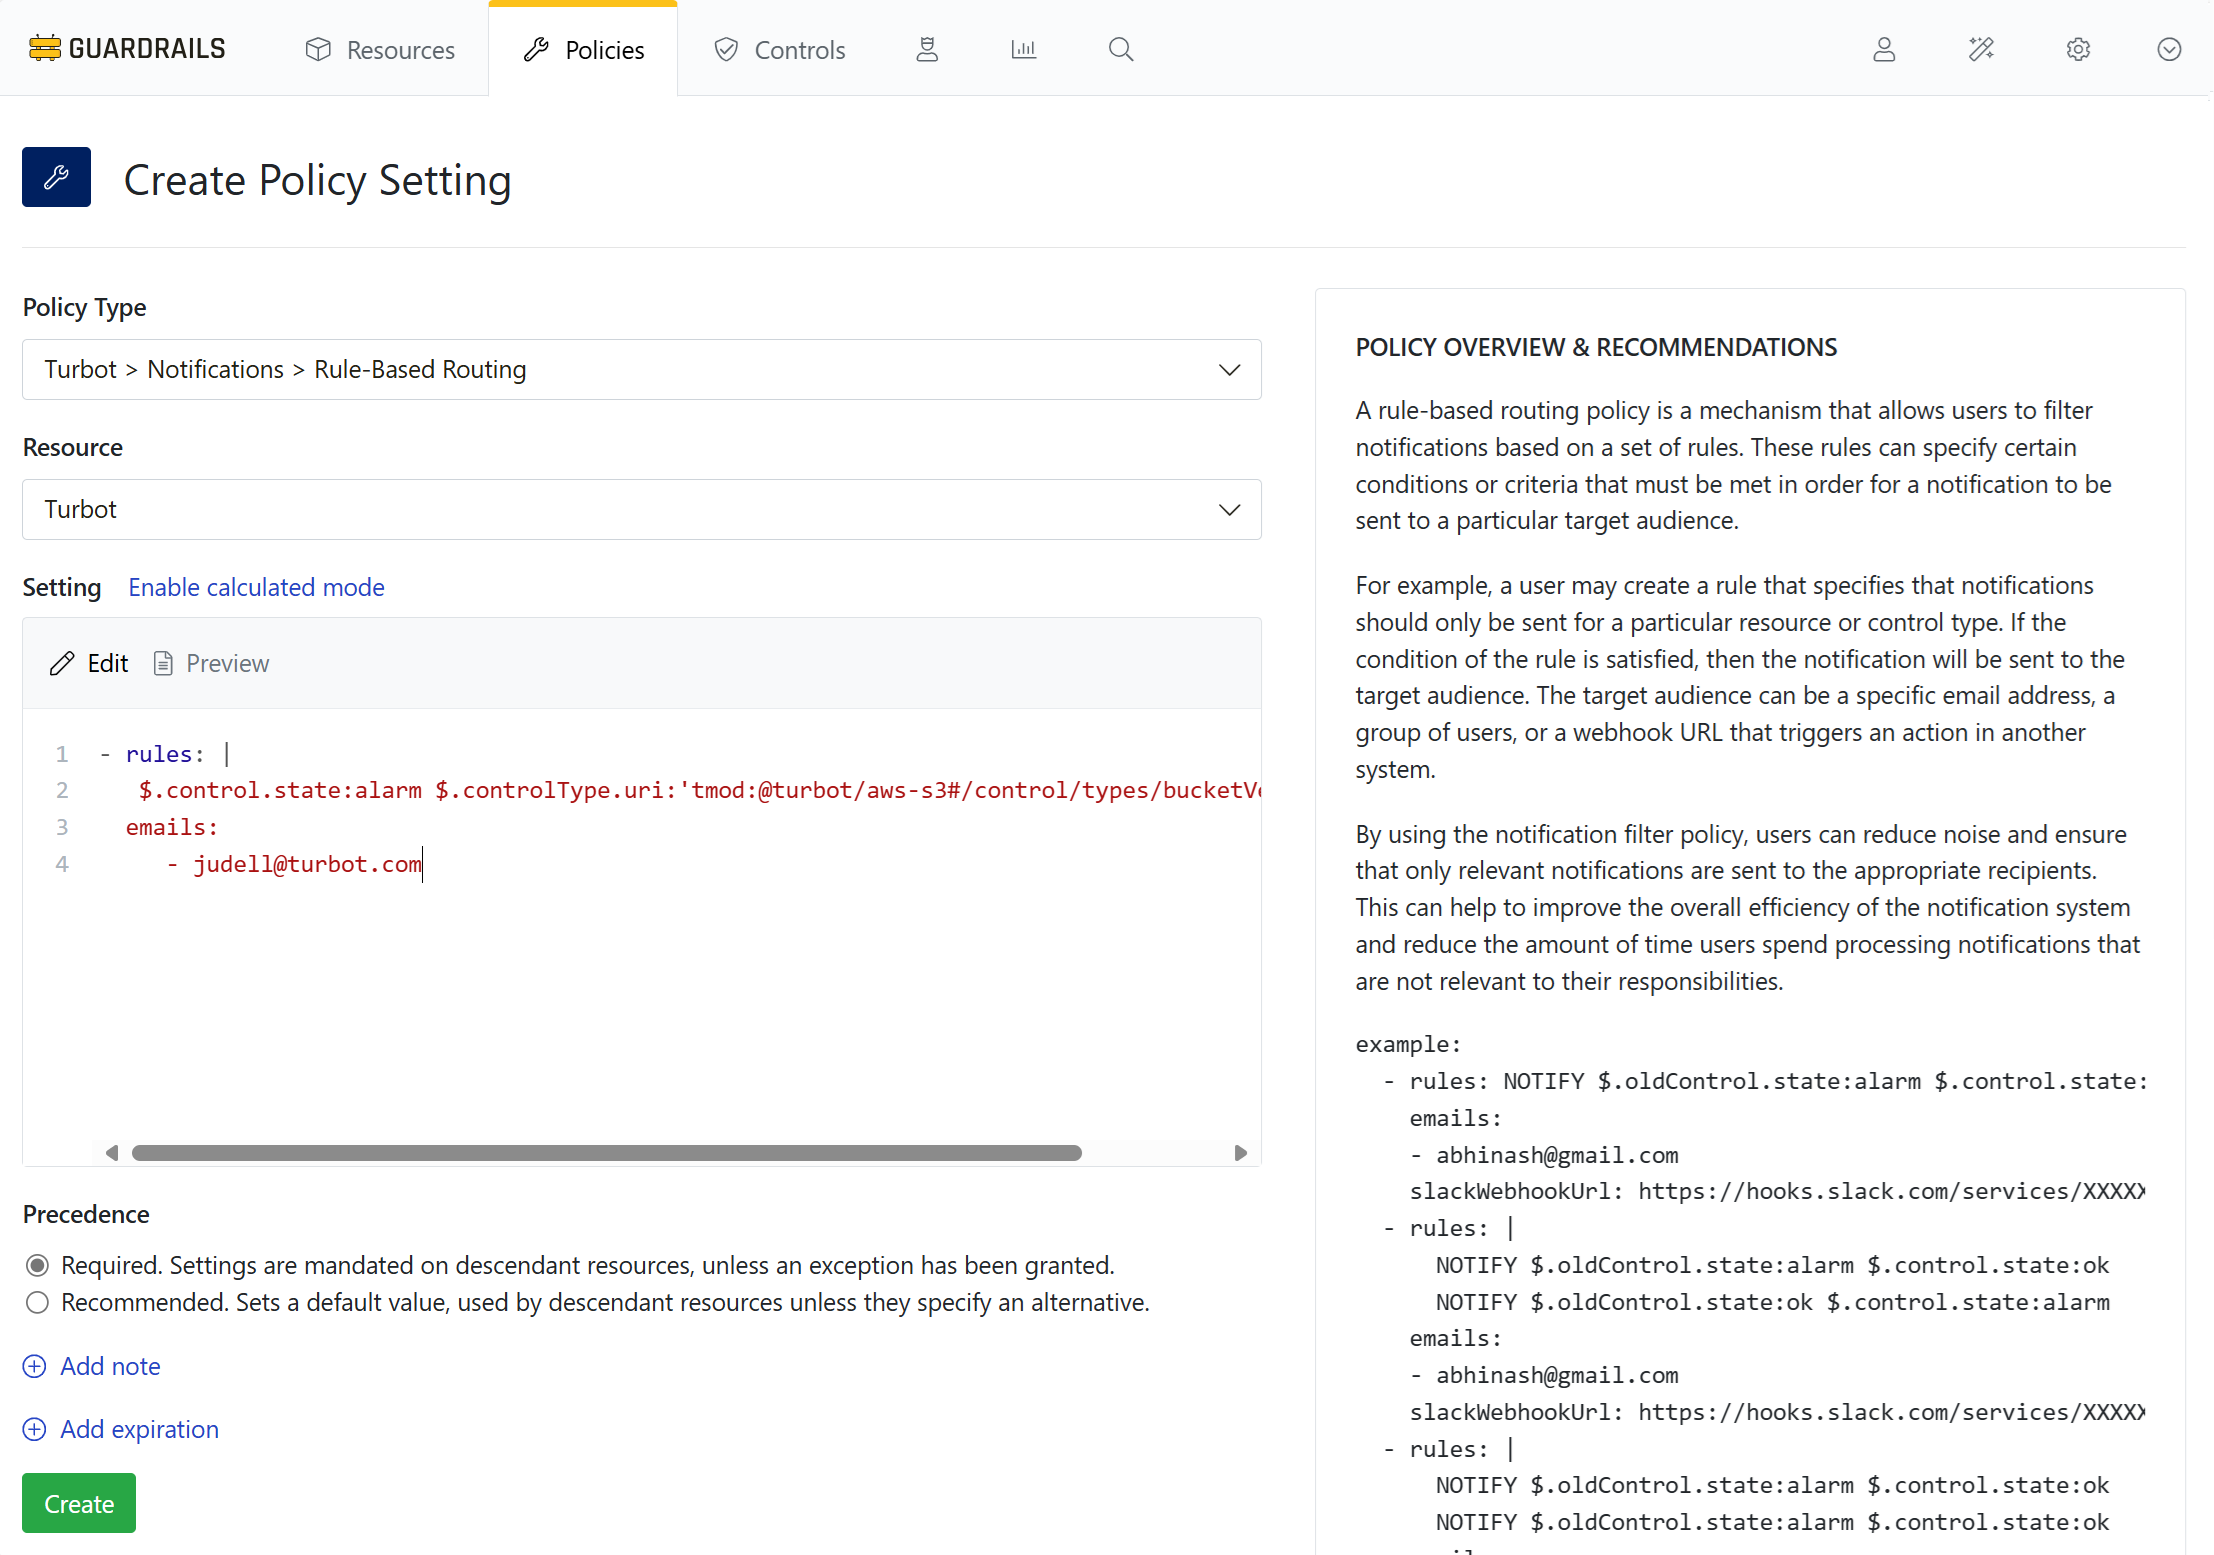 GUARDRAILS
Resources
Policies
Controls
Create Policy Setting
Policy Type
Turbot > Notifications > Rule-Based Routing
Resource
Turbot
Setting Enable calculated mode
Edit Preview
1 - rules: |
2 $.control.state:alarm $.controlType.uri:'tmod:@turbot/aws-s3#/control/types/bucketVe
3 emails:
4 - judell@turbot.com
Precedence
Required. Settings are mandated on descendant resources, unless an exception has been granted.
Recommended. Sets a default value, used by descendant resources unless they specify an alternative.
Add note
Add expiration
Create
POLICY OVERVIEW & RECOMMENDATIONS
A rule-based routing policy is a mechanism that allows users to filter
notifications based on a set of rules. These rules can specify certain
conditions or criteria that must be met in order for a notification to be
sent to a particular target audience.
For example, a user may create a rule that specifies that notifications
should only be sent for a particular resource or control type. If the
condition of the rule is satisfied, then the notification will be sent to the
target audience. The target audience can be a specific email address, a
group of users, or a webhook URL that triggers an action in another
system.
By using the notification filter policy, users can reduce noise and ensure
that only relevant notifications are sent to the appropriate recipients.
This can help to improve the overall efficiency of the notification system
and reduce the amount of time users spend processing notifications that
are not relevant to their responsibilities.
example:
- rules: NOTIFY $.oldControl.state:alarm $.control.state:
emails:
- abhinash@gmail.com
slackWebhookUrl: https://hooks.slack.com/services/XXXXX
- rules: |
NOTIFY $.oldControl.state:alarm $.control.state:ok
NOTIFY $.oldControl.state:ok $.control.state:alarm
emails:
- abhinash@gmail.com
slackWebhookUrl: https://hooks.slack.com/services/XXXXX
- rules: |
NOTIFY $.oldControl.state:alarm $.control.state:ok
NOTIFY $.oldControl.state:alarm $.control.state:ok